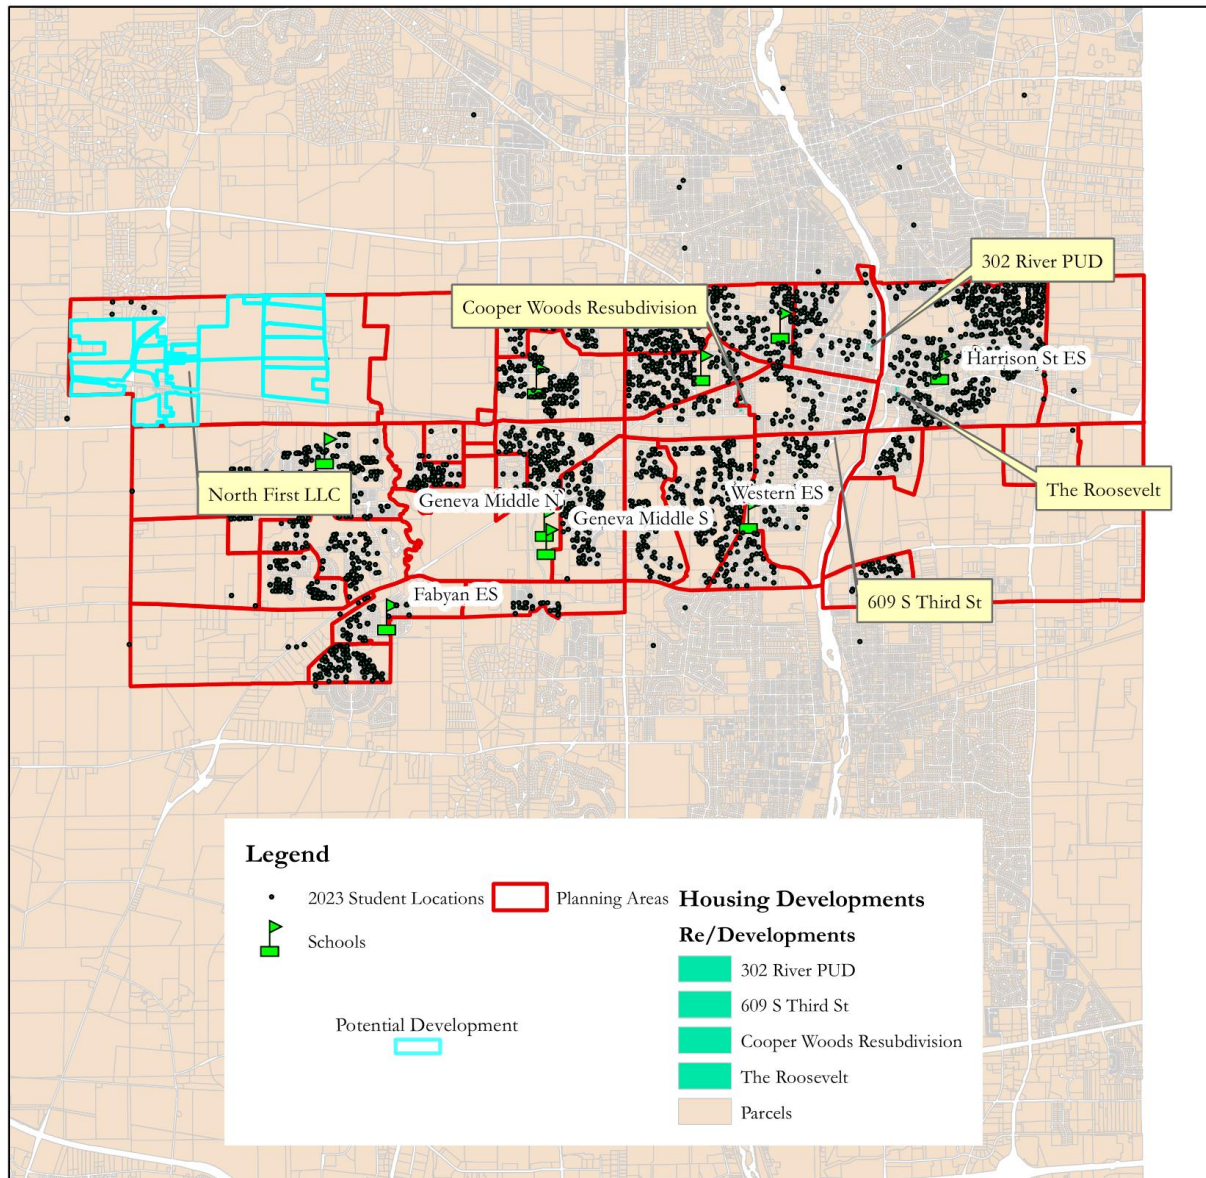 302 River PUD
Cooper Woods Resubdivision
Harrison St ES
North First LLC
Geneva Middle N
Geneva Middle S
Western ES
The Roosevelt
Fabyan ES
609 S Third St
Legend
2023 Student Locations
Planning Areas
Schools
Potential Development
Housing Developments
Re/Developments
302 River PUD
609 S Third St
Cooper Woods Resubdivision
The Roosevelt
Parcels